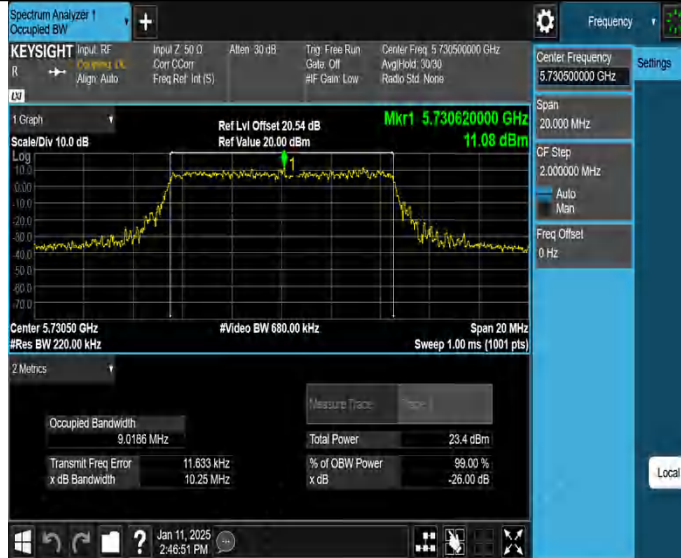 Spectrum Analyzer 1
Occupied BW
+
Frequency
KEYSIGHT
R
Input: RF
Coupling: DC
Align: Auto
Input Z: 50 Ω
Corr CCorr
Freq Ref: Int (S)
Atten: 30 dB
Trig: Free Run
Gate: Off
#IF Gain: Low
Center Freq: 5.730500000 GHz
Avg|Hold: 30/30
Radio Std: None
LXI
1 Graph
Scale/Div 10.0 dB
Ref Lvl Offset 20.54 dB
Ref Value 20.00 dBm
Mkr1 5.730620000 GHz
11.08 dBm
Log
10.0
0.00
-10.0
-20.0
-30.0
-40.0
-50.0
-60.0
-70.0
1
Center 5.73050 GHz
#Res BW 220.00 kHz
#Video BW 680.00 kHz
Span 20 MHz
Sweep 1.00 ms (1001 pts)
2 Metrics
Measure Trace
Trace 1
Occupied Bandwidth
9.0186 MHz
Total Power
23.4 dBm
Transmit Freq Error
11.633 kHz
% of OBW Power
99.00 %
x dB Bandwidth
10.25 MHz
x dB
-26.00 dB
Center Frequency
5.730500000 GHz
Settings
Span
20.000 MHz
CF Step
2.000000 MHz
Auto
Man
Freq Offset
0 Hz
Local
?
Jan 11, 2025
2:46:51 PM